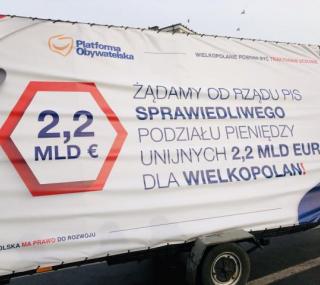 Platforma
Obywatelska
WIELKOPOLANIE POWINNI BYĆ TRAKTOWANI UCZCIWIE
2,2
MLD €
ŻĄDAMY OD RZĄDU PIS
SPRAWIEDLIWEGO
PODZIAŁU PIENIĘDZY
UNIJNYCH 2,2 MLD EUR
DLA WIELKOPOLAN!
OLSKA MA PRAWO DO ROZWOJU